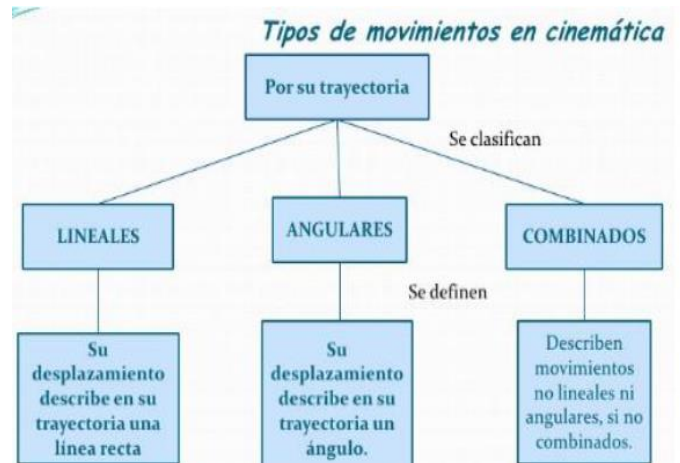 Tipos de movimientos en cinemática
Por su trayectoria
Se clasifican
LINEALES
ANGULARES
COMBINADOS
Se definen
Su
desplazamiento
describe en su
trayectoria una
línea recta
Su
desplazamiento
describe en su
trayectoria un
ángulo.
Describen
movimientos
no lineales ni
angulares, si no
combinados.